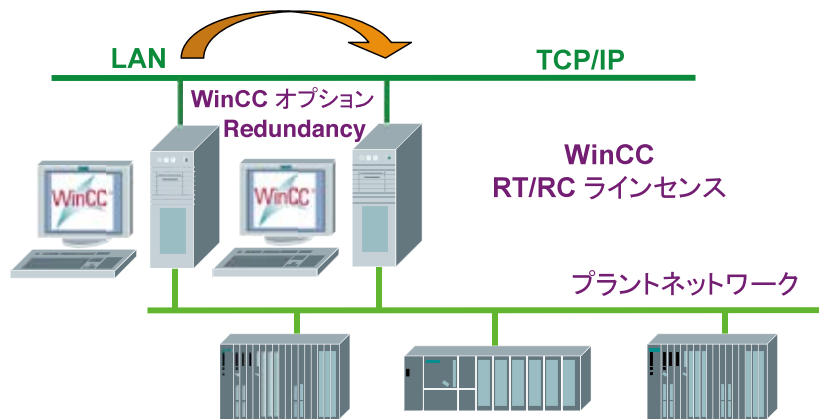 LAN
TCP/IP
WinCC オプション
Redundancy
WinCC
RT/RC ラインセンス
WinCC
WinCC
プラントネットワーク